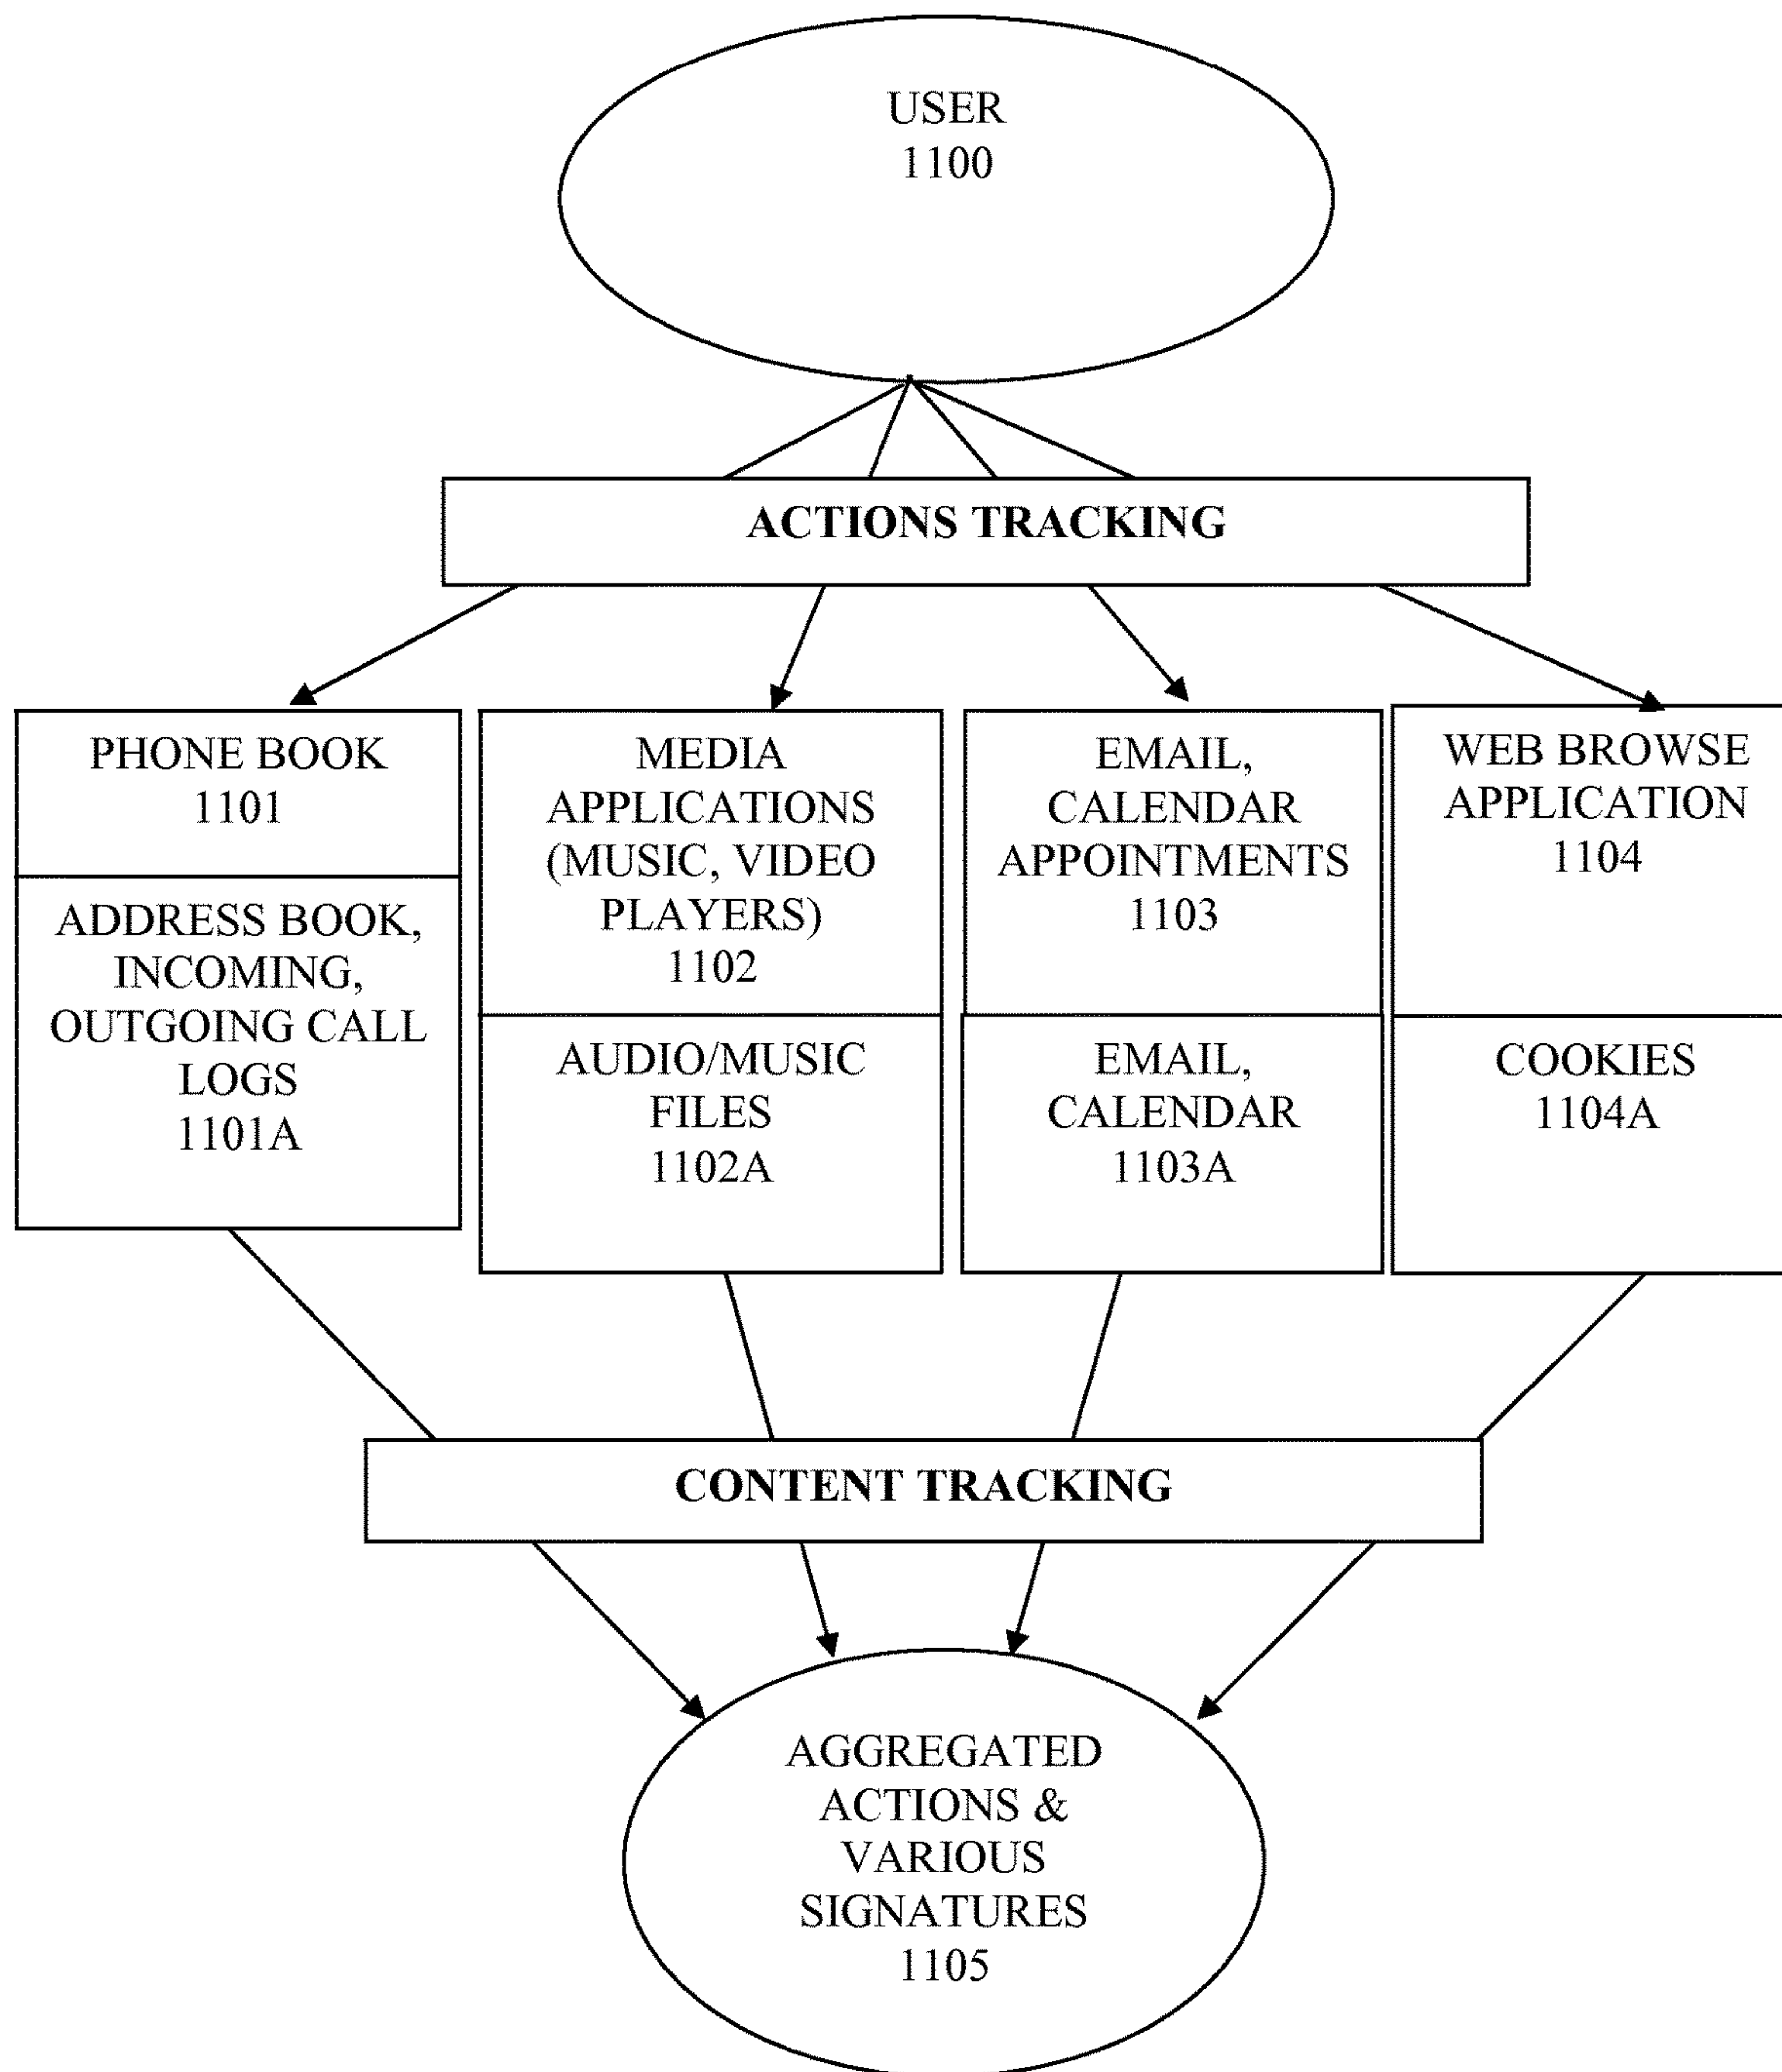 USER
1100
ACTIONS TRACKING
PHONE BOOK
1101
ADDRESS BOOK,
INCOMING,
OUTGOING CALL
LOGS
1101A
MEDIA
APPLICATIONS
(MUSIC, VIDEO
PLAYERS)
1102
AUDIO/MUSIC
FILES
1102A
EMAIL,
CALENDAR
APPOINTMENTS
1103
EMAIL,
CALENDAR
1103A
WEB BROWSE
APPLICATION
1104
COOKIES
1104A
CONTENT TRACKING
AGGREGATED
ACTIONS &
VARIOUS
SIGNATURES
1105